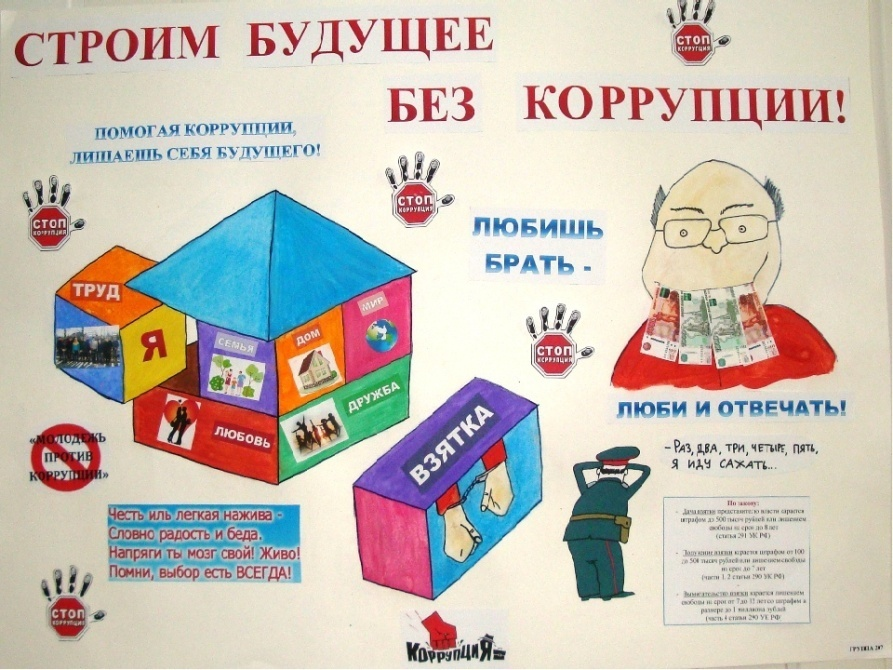 СТРОИМ БУДУЩЕЕ
БЕЗ КОРРУПЦИИ!
СТОП
КОРРУПЦИЯ
ПОМОГАЯ КОРРУПЦИИ,
ЛИШАЕШЬ СЕБЯ БУДУЩЕГО!
СТОП
КОРРУПЦИЯ
СТОП
КОРРУПЦИЯ
ЛЮБИШЬ
БРАТЬ -
СТОП
КОРРУПЦИЯ
ЛЮБИ И ОТВЕЧАТЬ!
ТРУД
Я
СЕМЬЯ
ДОМ
МИР
ЛЮБОВЬ
ДРУЖБА
ВЗЯТКА
«МОЛОДЕЖЬ
ПРОТИВ
КОРРУПЦИИ»
Честь иль легкая нажива -
Словно радость и беда.
Напряги ты мозг свой! Живо!
Помни, выбор есть ВСЕГДА!
- РАЗ, ДВА, ТРИ, ЧЕТЫРЕ, ПЯТЬ,
Я ИДУ САЖАТЬ...
По закону:
- Дача взятки представителю власти карается
штрафом до 500 тысяч рублей или лишением
свободы на срок до 8 лет
(статья 291 УК РФ)
- Получение взятки карается штрафом от 100
до 500 тысяч рублей или лишением свободы
на срок до 7 лет
(части 1, 2 статьи 290 УК РФ)
- Вымогательство взятки карается лишением
свободы на срок от 7 до 12 лет со штрафом в
размере до 1 миллиона рублей
(часть 4 статьи 290 УК РФ)
СТОП
КОРРУПЦИЯ
КОРРУПЦИЯ
ГРУППА